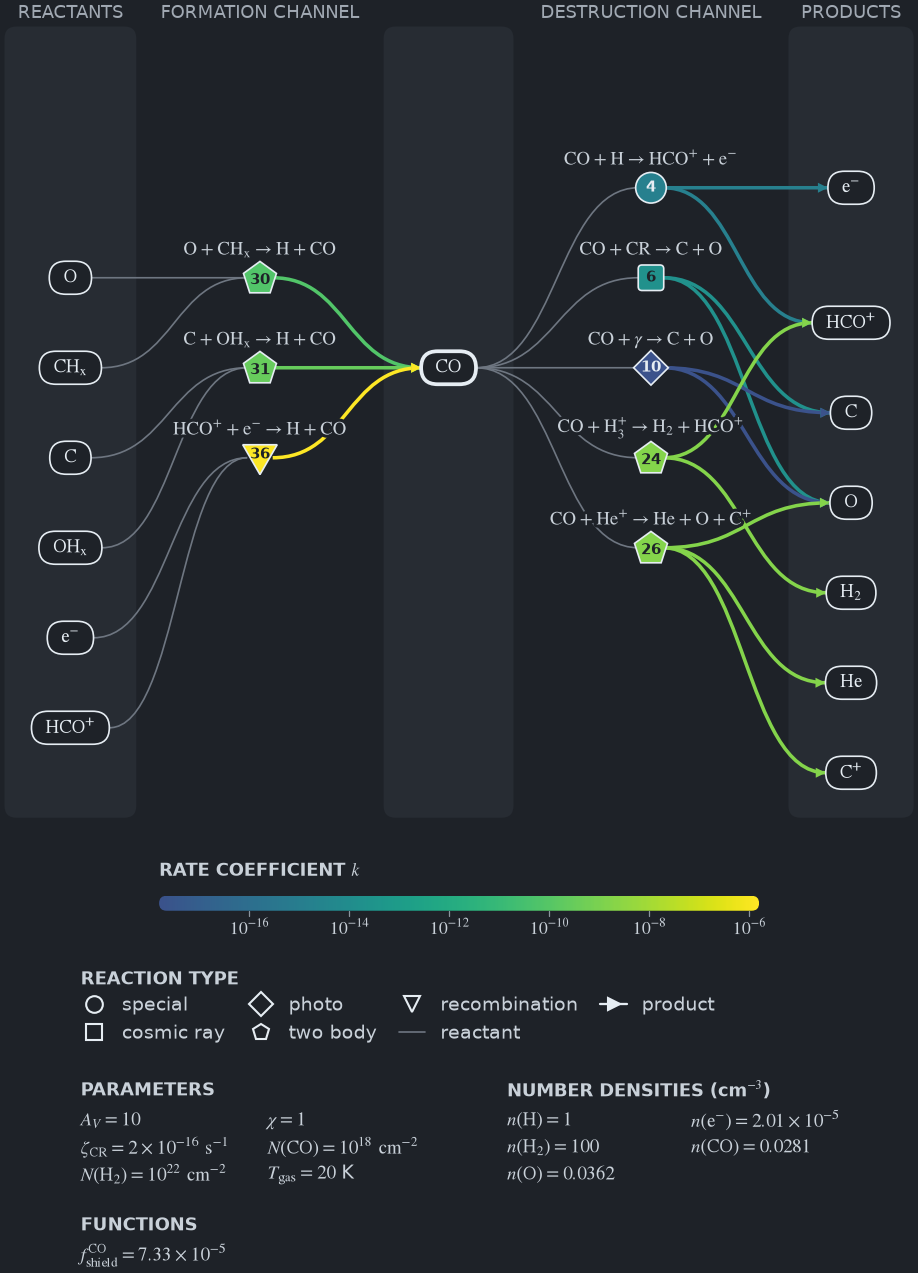 REACTANTS FORMATION CHANNEL DESTRUCTION CHANNEL PRODUCTS
CO + H → HCO⁺ + e⁻
4 e⁻
O + CHₓ → H + CO CO + CR → C + O
O 30 6
HCO⁺
C + OHₓ → H + CO CO + γ → C + O
CHₓ 31 CO 10
C
HCO⁺ + e⁻ → H + CO CO + H₃⁺ → H₂ + HCO⁺
C 36 24
O
CO + He⁺ → He + O + C⁺
OHₓ 26
H₂
e⁻
He
HCO⁺
C⁺
RATE COEFFICIENT k
10⁻¹⁶ 10⁻¹⁴ 10⁻¹² 10⁻¹⁰ 10⁻⁸ 10⁻⁶
REACTION TYPE
special photo recombination product
cosmic ray two body reactant
PARAMETERS NUMBER DENSITIES (cm⁻³)
A_V = 10 χ = 1 n(H) = 1 n(e⁻) = 2.01 × 10⁻⁵
ζ_CR = 2 × 10⁻¹⁶ s⁻¹ N(CO) = 10¹⁸ cm⁻² n(H₂) = 100 n(CO) = 0.0281
N(H₂) = 10²² cm⁻² T_gas = 20 K n(O) = 0.0362
FUNCTIONS
f_shield^CO = 7.33 × 10⁻⁵